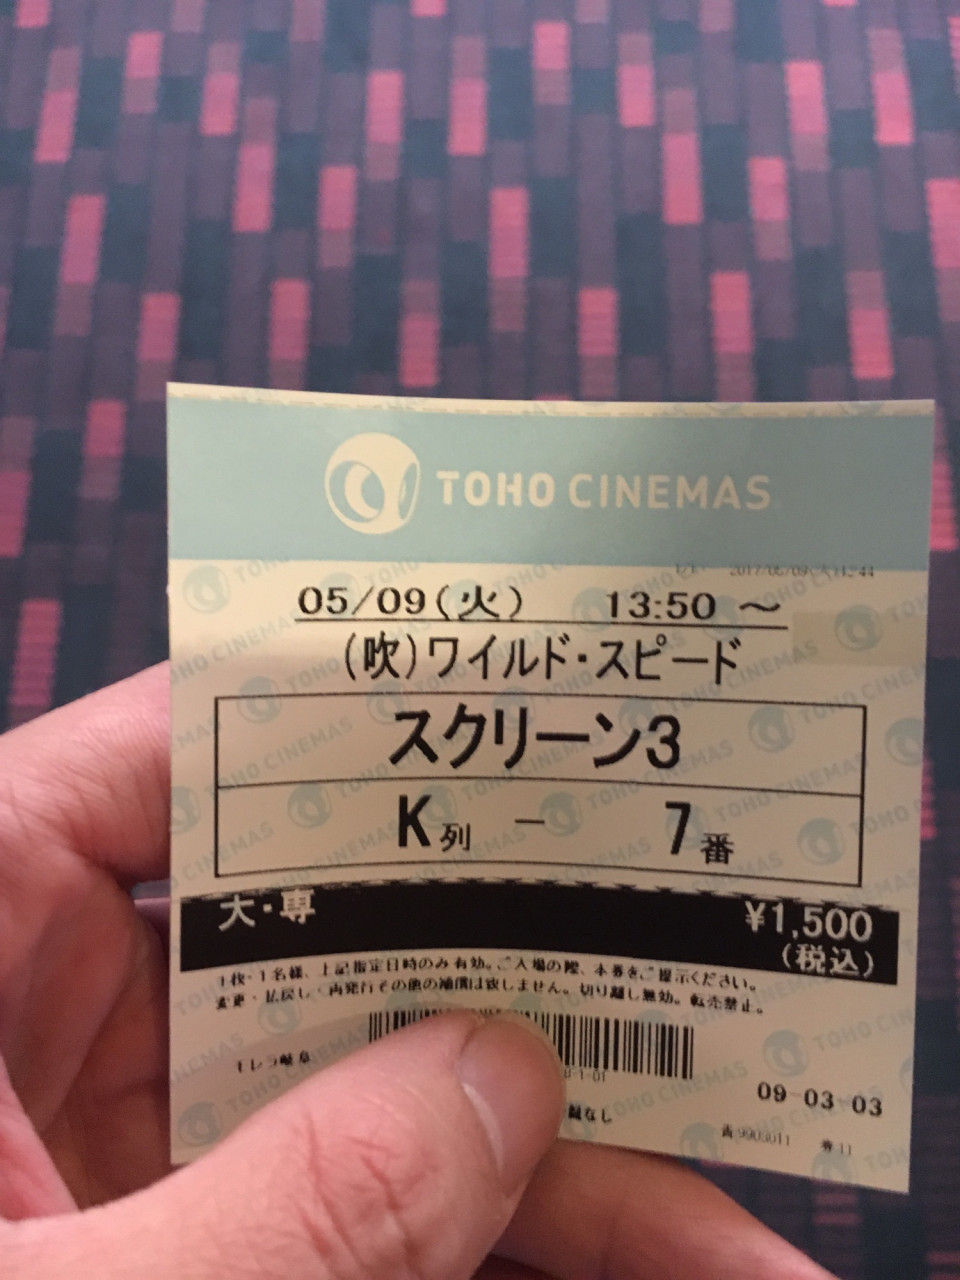 TOHO CINEMAS
05/09(火) 13:50 〜
(吹)ワイルド・スピード
スクリーン3
K列 − 7番
大・専 ¥1,500
(税込)
1枚・1名様、上記指定日時のみ有効。ご入場の際、本券をご提示ください。
変更・払戻し・再発行その他の補償は致しません。切り離し無効。転売禁止。
モレラ岐阜
09-03-03